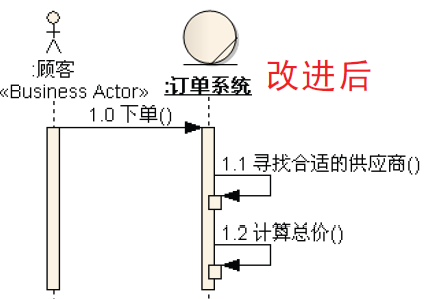 :顾客
«Business Actor»
:订单系统
改进后
1.0 下单()
1.1 寻找合适的供应商()
1.2 计算总价()